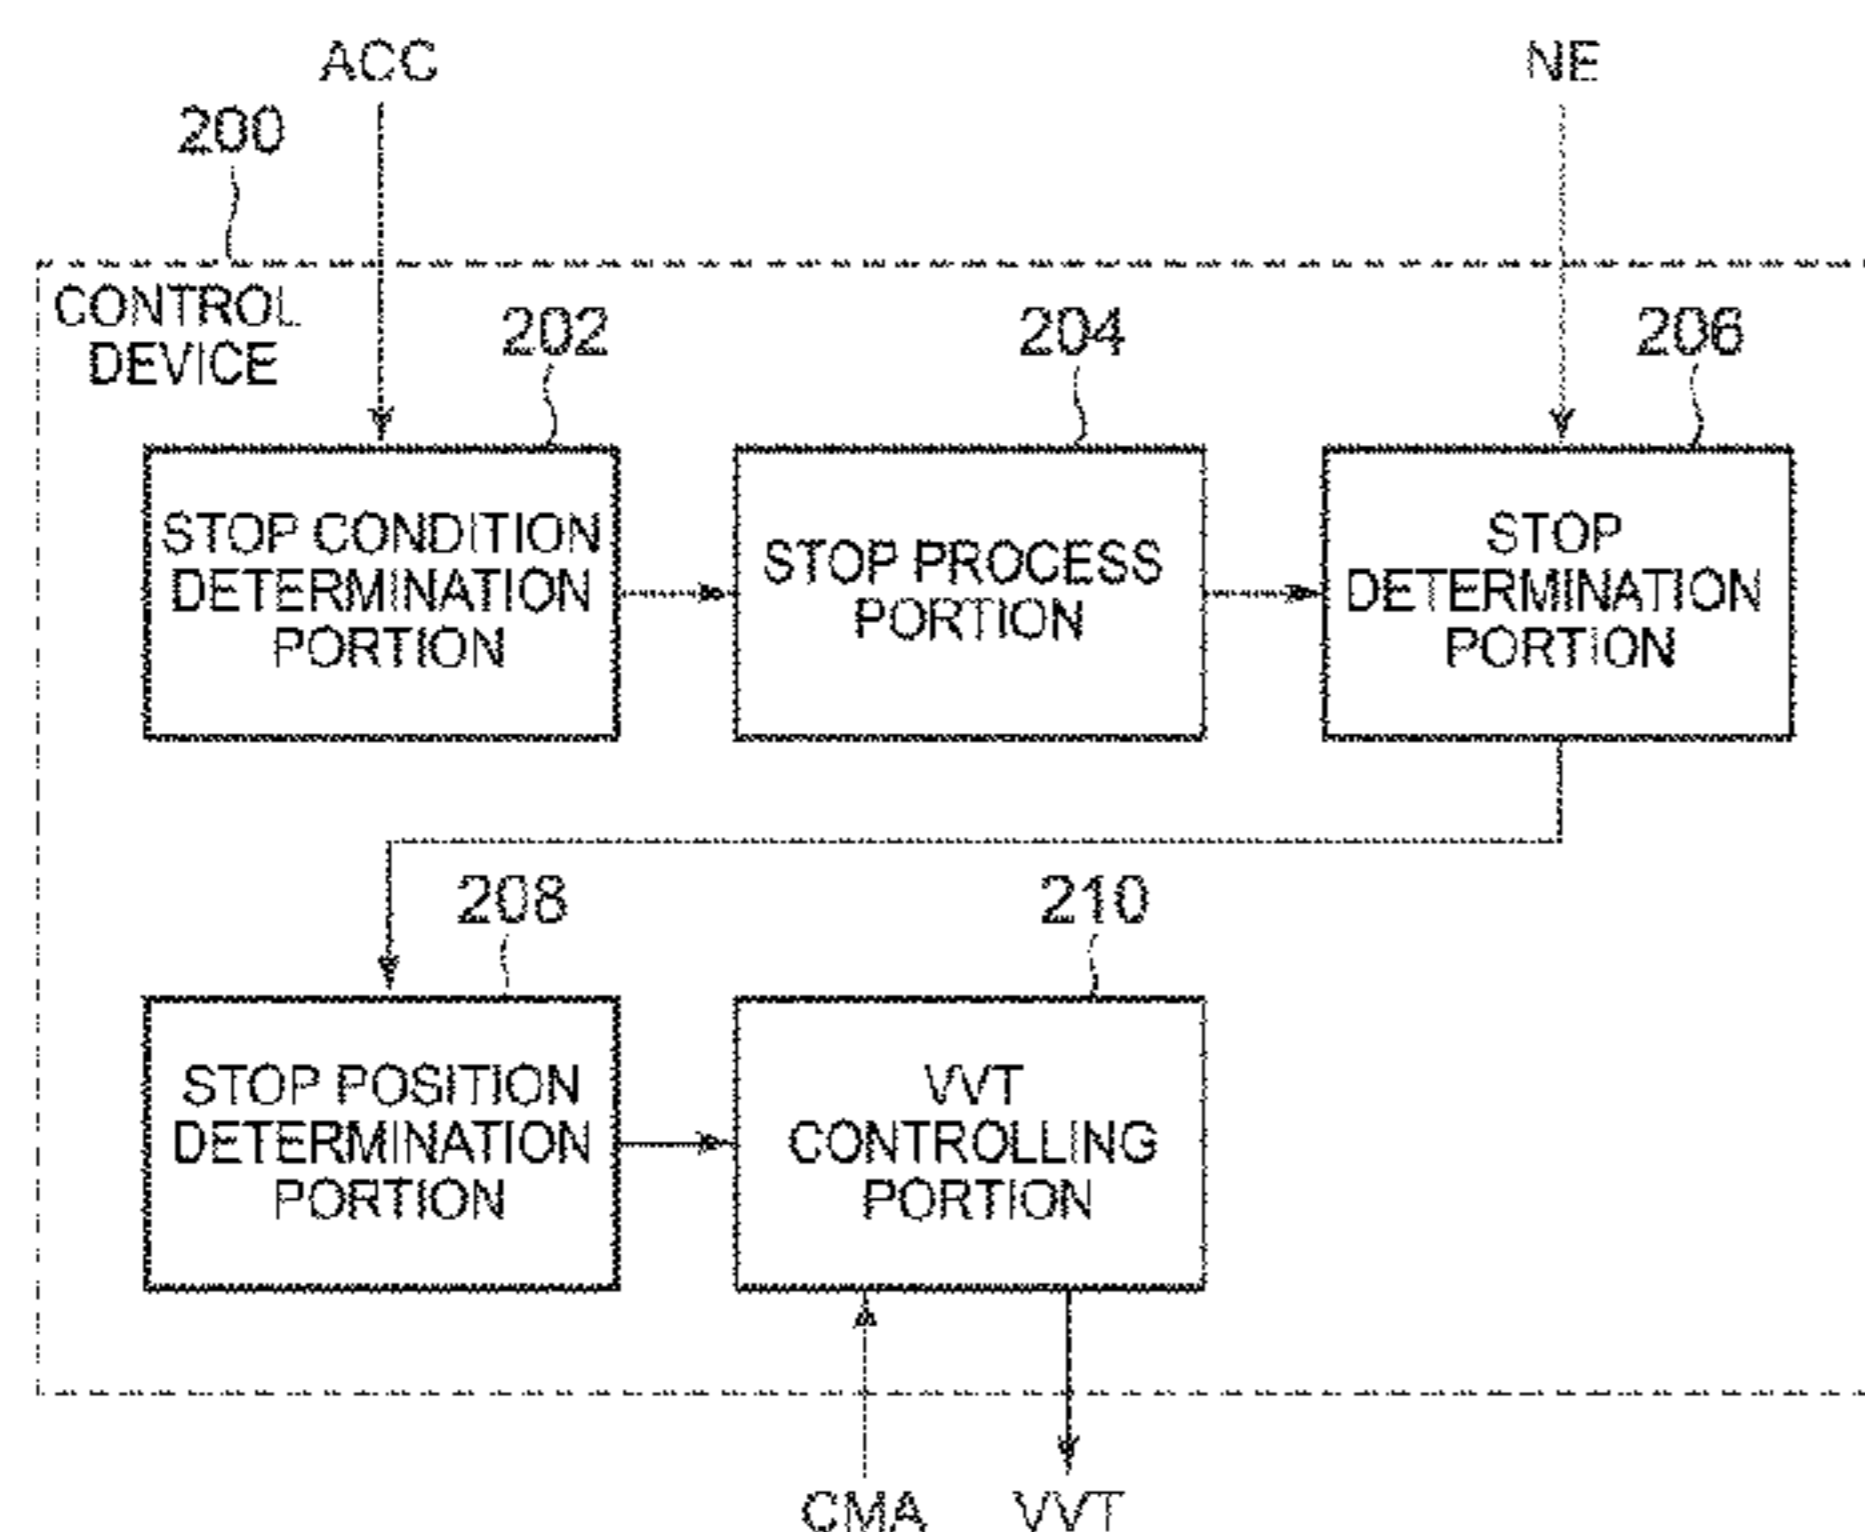 ACC
NE
200
CONTROL
DEVICE
202
204
206
STOP CONDITION
DETERMINATION
PORTION
STOP PROCESS
PORTION
STOP
DETERMINATION
PORTION
208
210
STOP POSITION
DETERMINATION
PORTION
VVT
CONTROLLING
PORTION
CMA
VVT